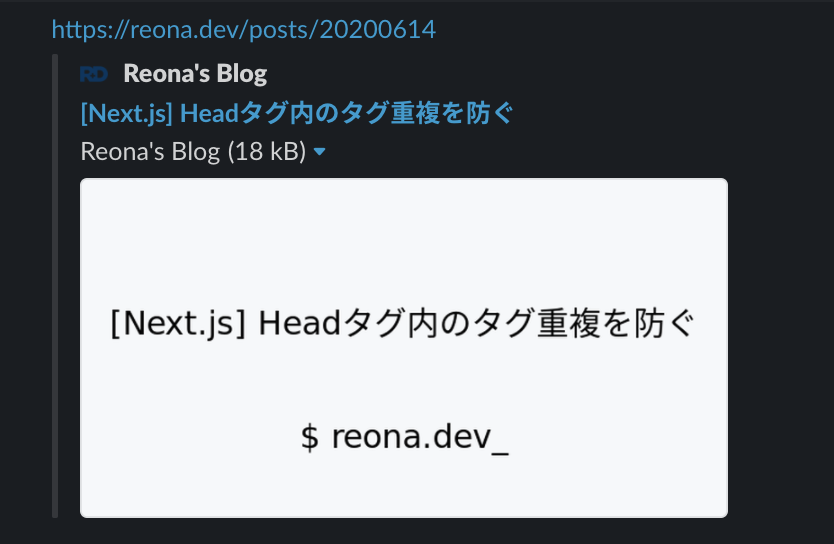 https://reona.dev/posts/20200614
RD Reona's Blog
[Next.js] Headタグ内のタグ重複を防ぐ
Reona's Blog (18 kB)
[Next.js] Headタグ内のタグ重複を防ぐ
$ reona.dev_